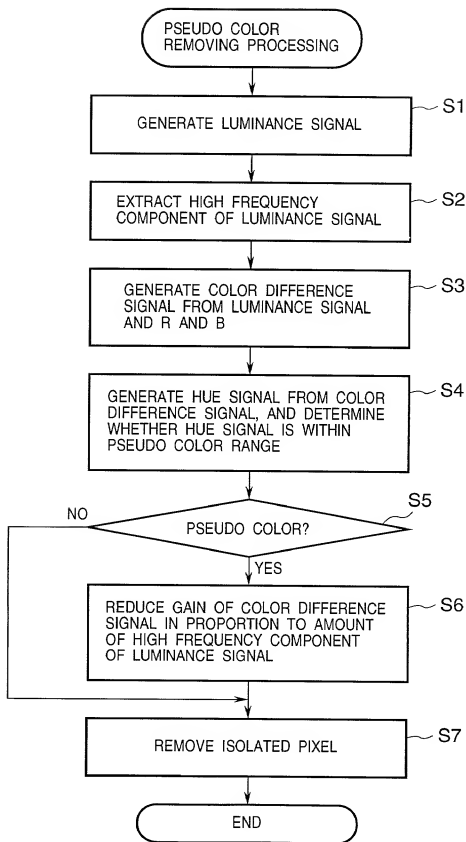 PSEUDO COLOR
REMOVING PROCESSING
S1
GENERATE LUMINANCE SIGNAL
S2
EXTRACT HIGH FREQUENCY
COMPONENT OF LUMINANCE SIGNAL
S3
GENERATE COLOR DIFFERENCE
SIGNAL FROM LUMINANCE SIGNAL
AND R AND B
S4
GENERATE HUE SIGNAL FROM COLOR
DIFFERENCE SIGNAL, AND DETERMINE
WHETHER HUE SIGNAL IS WITHIN
PSEUDO COLOR RANGE
S5
NO
PSEUDO COLOR?
YES
S6
REDUCE GAIN OF COLOR DIFFERENCE
SIGNAL IN PROPORTION TO AMOUNT
OF HIGH FREQUENCY COMPONENT
OF LUMINANCE SIGNAL
S7
REMOVE ISOLATED PIXEL
END